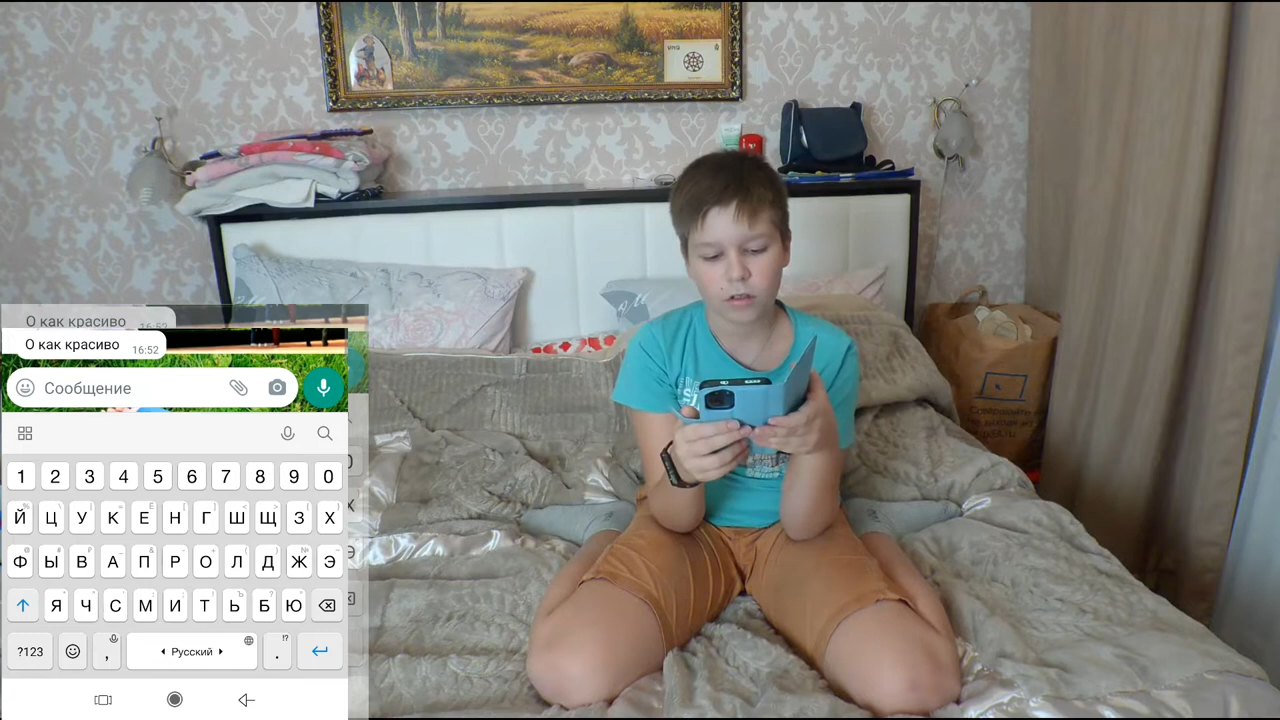 О как красиво
16:52
О как красиво
16:52
Сообщение
1 2 3 4 5 6 7 8 9 0
Й Ц У К Е Н Г Ш Щ З Х
Ф Ы В А П Р О Л Д Ж Э
Я Ч С М И Т Ь Б Ю
?123 , Русский . !?